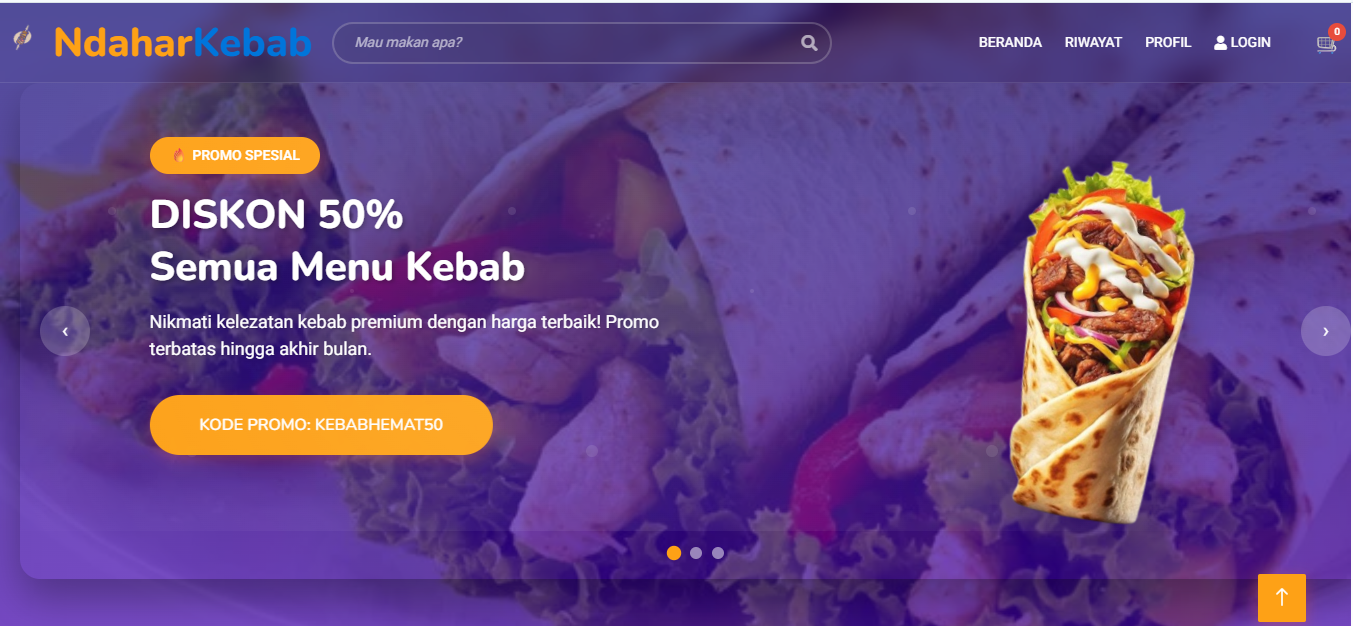 NdaharKebab
Mau makan apa?
BERANDA RIWAYAT PROFIL LOGIN
0
PROMO SPESIAL
DISKON 50%
Semua Menu Kebab
Nikmati kelezatan kebab premium dengan harga terbaik! Promo
terbatas hingga akhir bulan.
KODE PROMO: KEBABHEMAT50